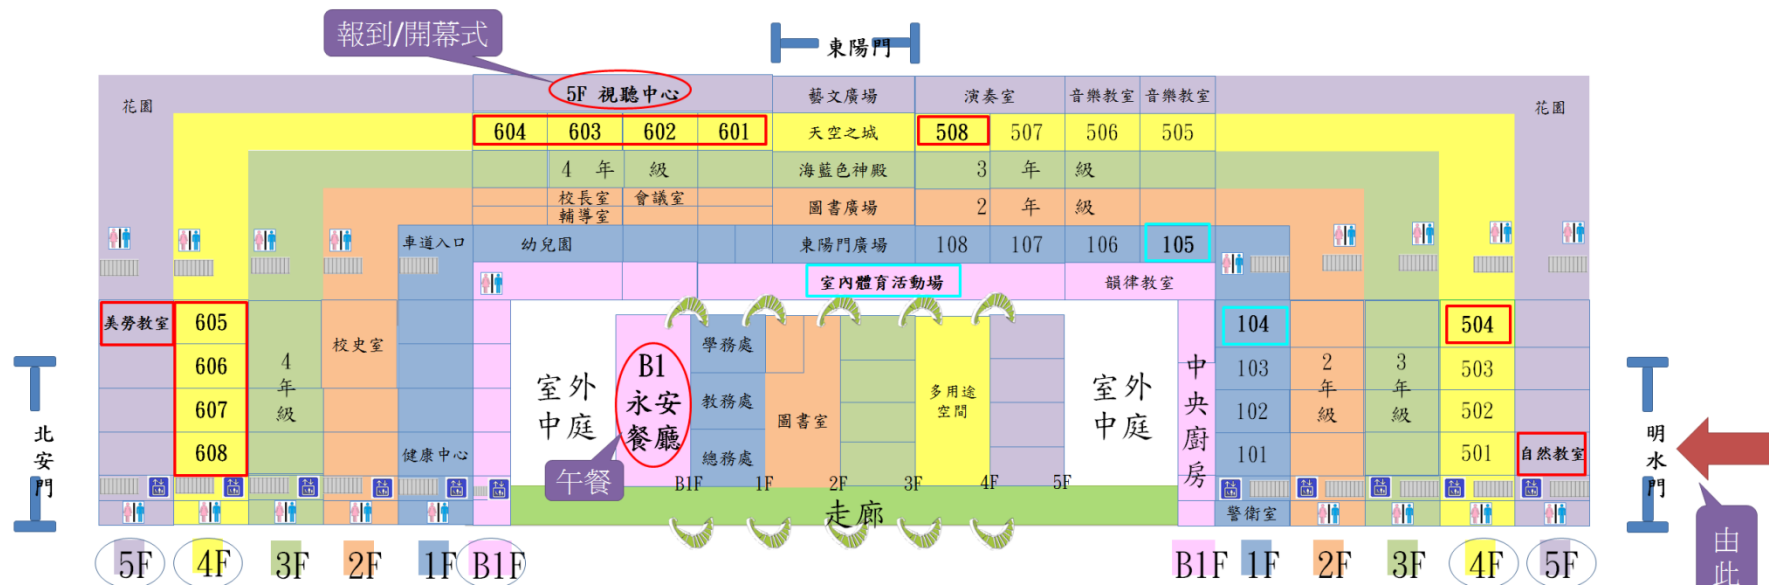 報到/開幕式
東陽門
花園
5F 視聽中心
藝文廣場
演奏室
音樂教室
音樂教室
花園
604
603
602
601
天空之城
508
507
506
505
4 年 級
海藍色神殿
3 年 級
校長室
輔導室
會議室
圖書廣場
2 年 級
車道入口
幼兒園
東陽門廣場
108
107
106
105
室內體育活動場
韻律教室
美勞教室
605
606
607
608
4年級
校史室
健康中心
室外中庭
B1
永安
餐廳
午餐
學務處
教務處
總務處
圖書室
多用途
空間
室外中庭
中央廚房
104
103
102
101
警衛室
2年級
3年級
504
503
502
501
自然教室
B1F
1F
2F
3F
4F
5F
走廊
北安門
明水門
由此
5F
4F
3F
2F
1F
B1F
B1F
1F
2F
3F
4F
5F